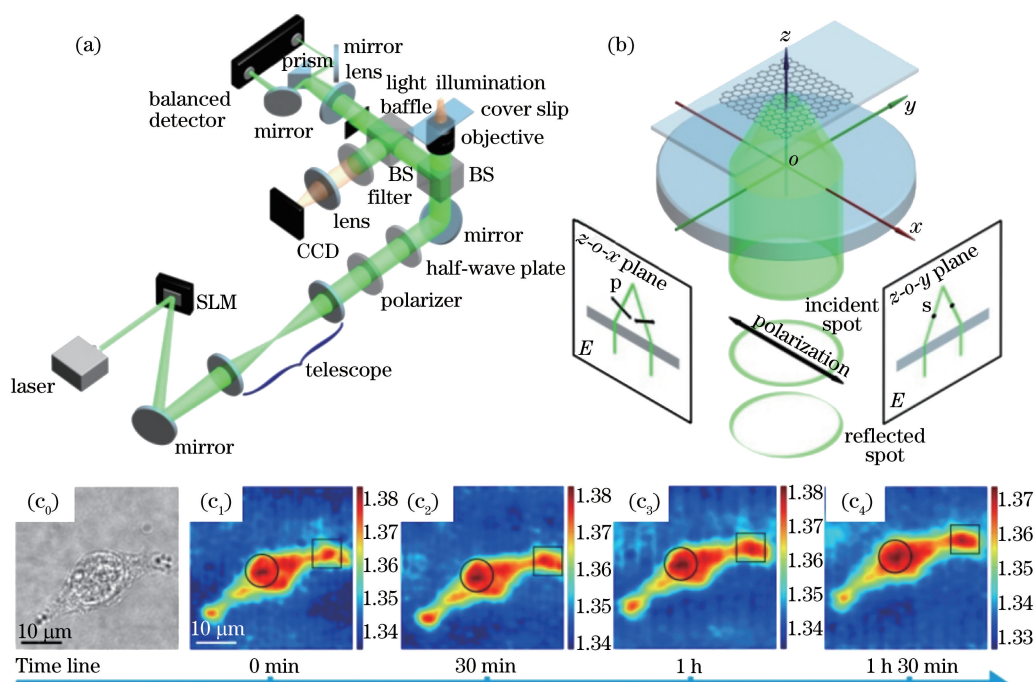 (a)
mirror
prism
lens
light illumination
baffle
cover slip
balanced
detector
mirror
objective
BS
BS
filter
lens
CCD
mirror
half-wave plate
polarizer
SLM
telescope
laser
mirror
(b)
z
y
o
x
z-o-x plane
p
E
z-o-y plane
s
E
incident
spot
polarization
reflected
spot
(c0)
10 μm
(c1)
10 μm
1.38
1.37
1.36
1.35
1.34
(c2)
1.38
1.37
1.36
1.35
1.34
(c3)
1.38
1.37
1.36
1.35
1.34
(c4)
1.37
1.36
1.35
1.34
1.33
Time line
0 min
30 min
1 h
1 h 30 min